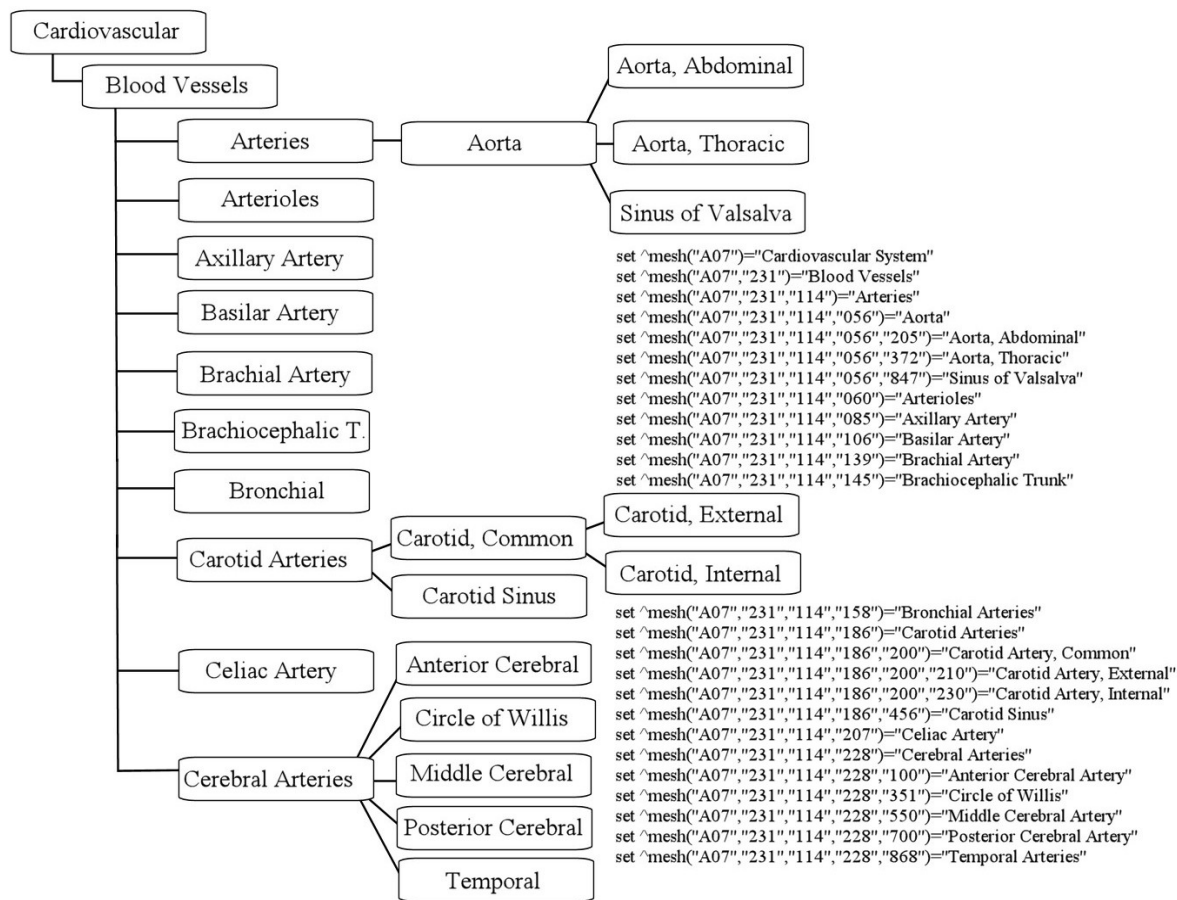 Cardiovascular
Blood Vessels
Arteries
Aorta
Aorta, Abdominal
Aorta, Thoracic
Sinus of Valsalva
Arterioles
Axillary Artery
Basilar Artery
Brachial Artery
Brachiocephalic T.
Bronchial
Carotid Arteries
Carotid, Common
Carotid, External
Carotid, Internal
Carotid Sinus
Celiac Artery
Cerebral Arteries
Anterior Cerebral
Circle of Willis
Middle Cerebral
Posterior Cerebral
Temporal
set ^mesh("A07")="Cardiovascular System"
set ^mesh("A07","231")="Blood Vessels"
set ^mesh("A07","231","114")="Arteries"
set ^mesh("A07","231","114","056")="Aorta"
set ^mesh("A07","231","114","056","205")="Aorta, Abdominal"
set ^mesh("A07","231","114","056","372")="Aorta, Thoracic"
set ^mesh("A07","231","114","056","847")="Sinus of Valsalva"
set ^mesh("A07","231","114","060")="Arterioles"
set ^mesh("A07","231","114","085")="Axillary Artery"
set ^mesh("A07","231","114","106")="Basilar Artery"
set ^mesh("A07","231","114","139")="Brachial Artery"
set ^mesh("A07","231","114","145")="Brachiocephalic Trunk"
set ^mesh("A07","231","114","158")="Bronchial Arteries"
set ^mesh("A07","231","114","186")="Carotid Arteries"
set ^mesh("A07","231","114","186","200")="Carotid Artery, Common"
set ^mesh("A07","231","114","186","200","210")="Carotid Artery, External"
set ^mesh("A07","231","114","186","200","230")="Carotid Artery, Internal"
set ^mesh("A07","231","114","186","456")="Carotid Sinus"
set ^mesh("A07","231","114","207")="Celiac Artery"
set ^mesh("A07","231","114","228")="Cerebral Arteries"
set ^mesh("A07","231","114","228","100")="Anterior Cerebral Artery"
set ^mesh("A07","231","114","228","351")="Circle of Willis"
set ^mesh("A07","231","114","228","550")="Middle Cerebral Artery"
set ^mesh("A07","231","114","228","700")="Posterior Cerebral Artery"
set ^mesh("A07","231","114","228","868")="Temporal Arteries"